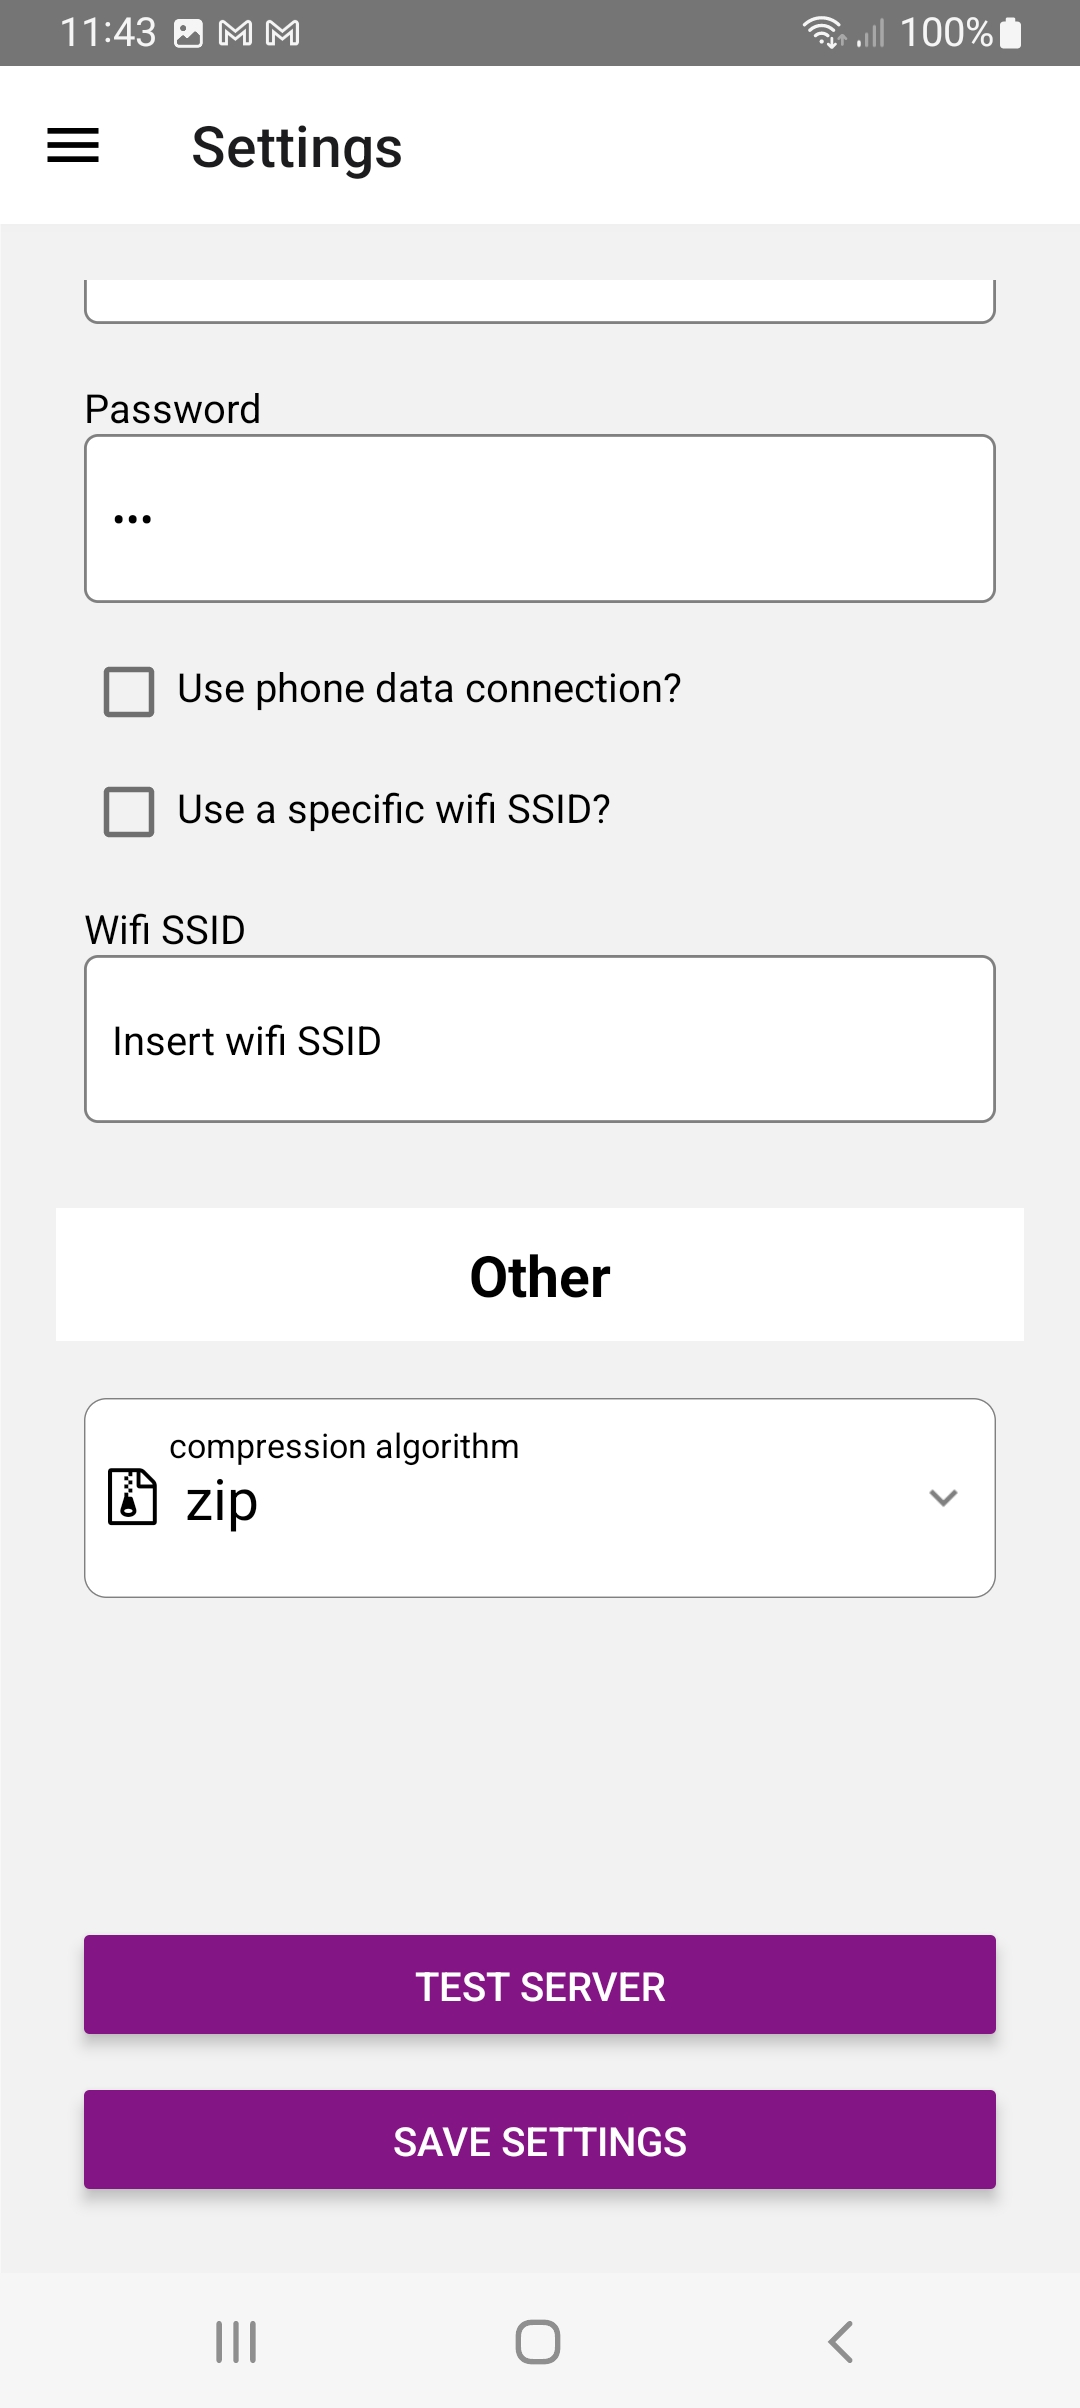 11:43
100%
Settings
Password
•••
Use phone data connection?
Use a specific wifi SSID?
Wifi SSID
Insert wifi SSID
Other
compression algorithm
zip
TEST SERVER
SAVE SETTINGS